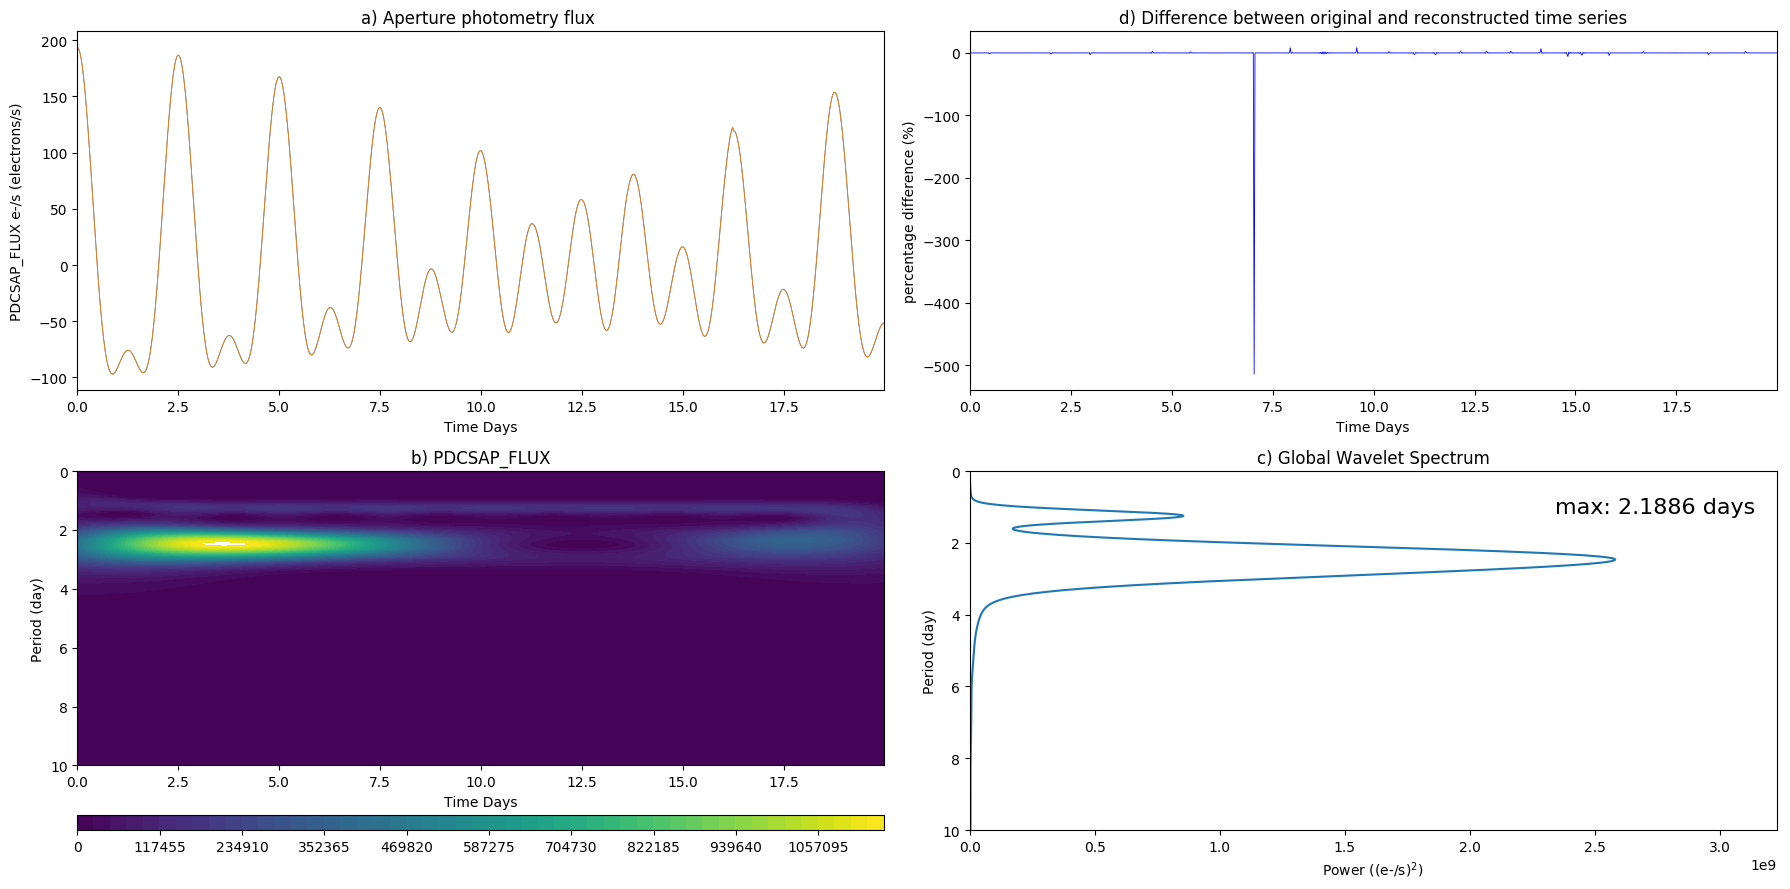 a) Aperture photometry flux
PDCSAP_FLUX e-/s (electrons/s)
200
150
100
50
0
−50
−100
0.0 2.5 5.0 7.5 10.0 12.5 15.0 17.5
Time Days
d) Difference between original and reconstructed time series
percentage difference (%)
0
−100
−200
−300
−400
−500
0.0 2.5 5.0 7.5 10.0 12.5 15.0 17.5
Time Days
b) PDCSAP_FLUX
Period (day)
0
2
4
6
8
10
0.0 2.5 5.0 7.5 10.0 12.5 15.0 17.5
Time Days
0 117455 234910 352365 469820 587275 704730 822185 939640 1057095
c) Global Wavelet Spectrum
max: 2.1886 days
Period (day)
0
2
4
6
8
10
0.0 0.5 1.0 1.5 2.0 2.5 3.0
1e9
Power ((e-/s)²)